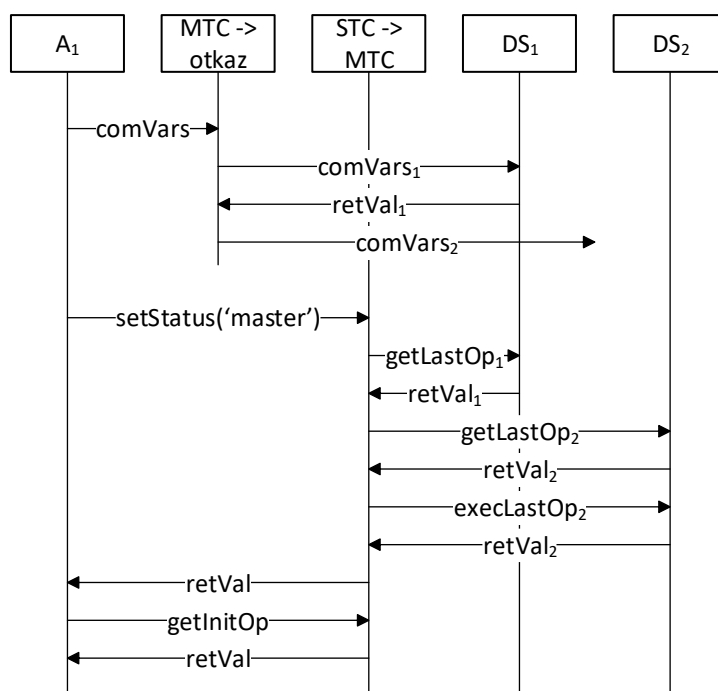 A₁
MTC ->
otkaz
STC ->
MTC
DS₁
DS₂
comVars
comVars₁
retVal₁
comVars₂
setStatus(‘master’)
getLastOp₁
retVal₁
getLastOp₂
retVal₂
execLastOp₂
retVal₂
retVal
getInitOp
retVal